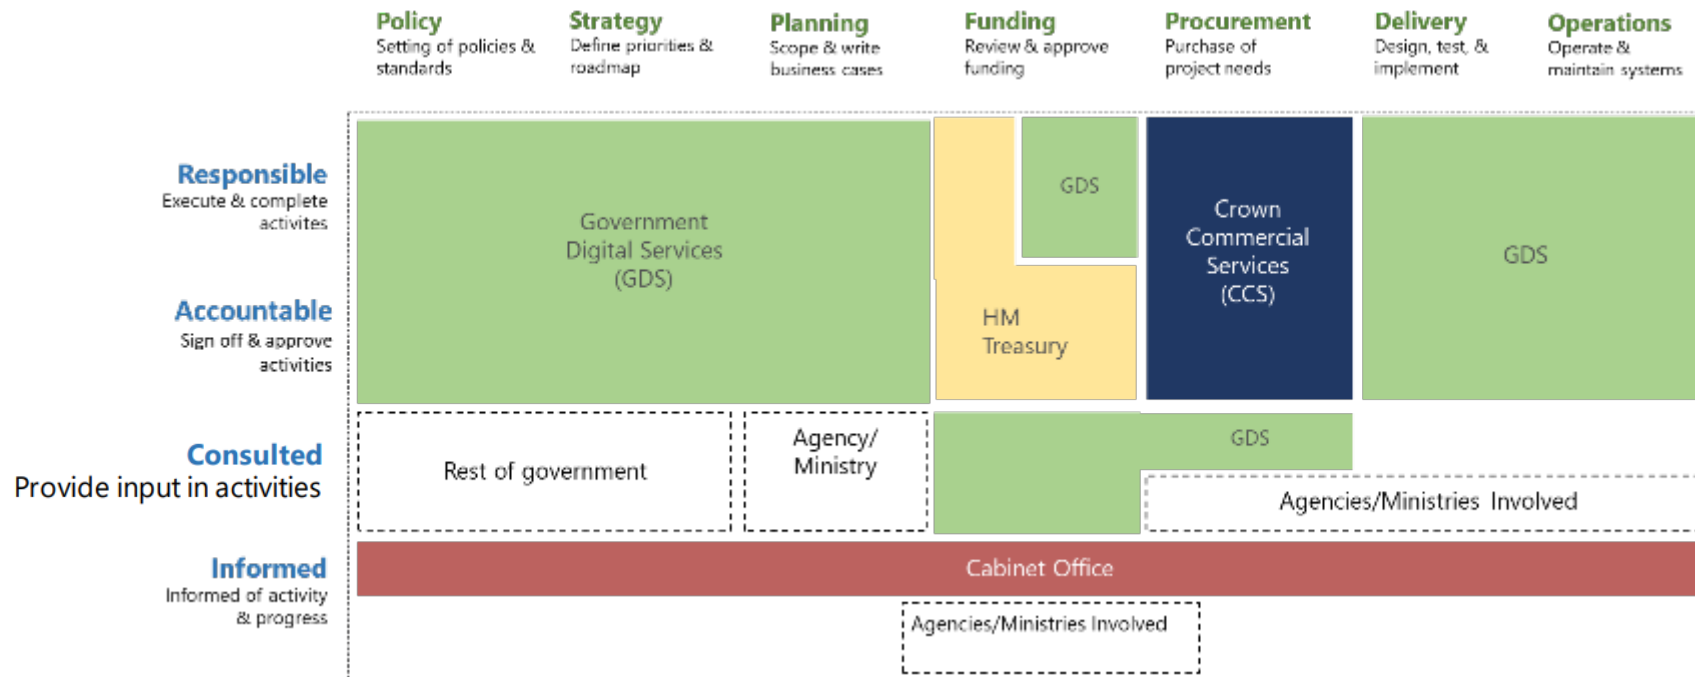 Policy
Setting of policies &
standards
Strategy
Define priorities &
roadmap
Planning
Scope & write
business cases
Funding
Review & approve
funding
Procurement
Purchase of
project needs
Delivery
Design, test, &
implement
Operations
Operate &
maintain systems
Responsible
Execute & complete
activites
Government
Digital Services
(GDS)
GDS
Crown
Commercial
Services
(CCS)
GDS
Accountable
Sign off & approve
activities
HM
Treasury
Consulted
Provide input in activities
Rest of government
Agency/
Ministry
GDS
Agencies/Ministries Involved
Informed
Informed of activity
& progress
Cabinet Office
Agencies/Ministries Involved